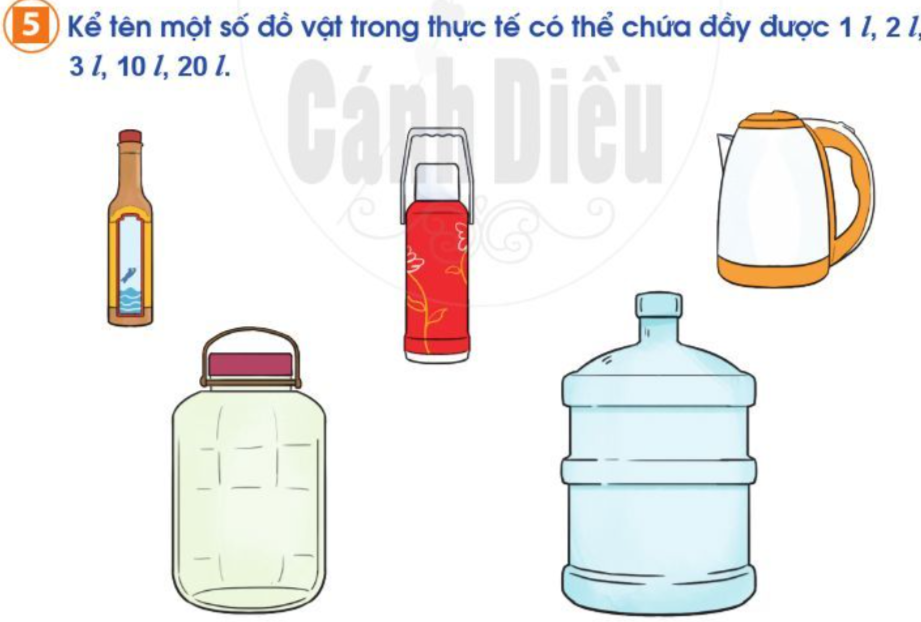 5 Kể tên một số đồ vật trong thực tế có thể chứa đầy được 1 l, 2 l,
3 l, 10 l, 20 l.
Cánh Diều